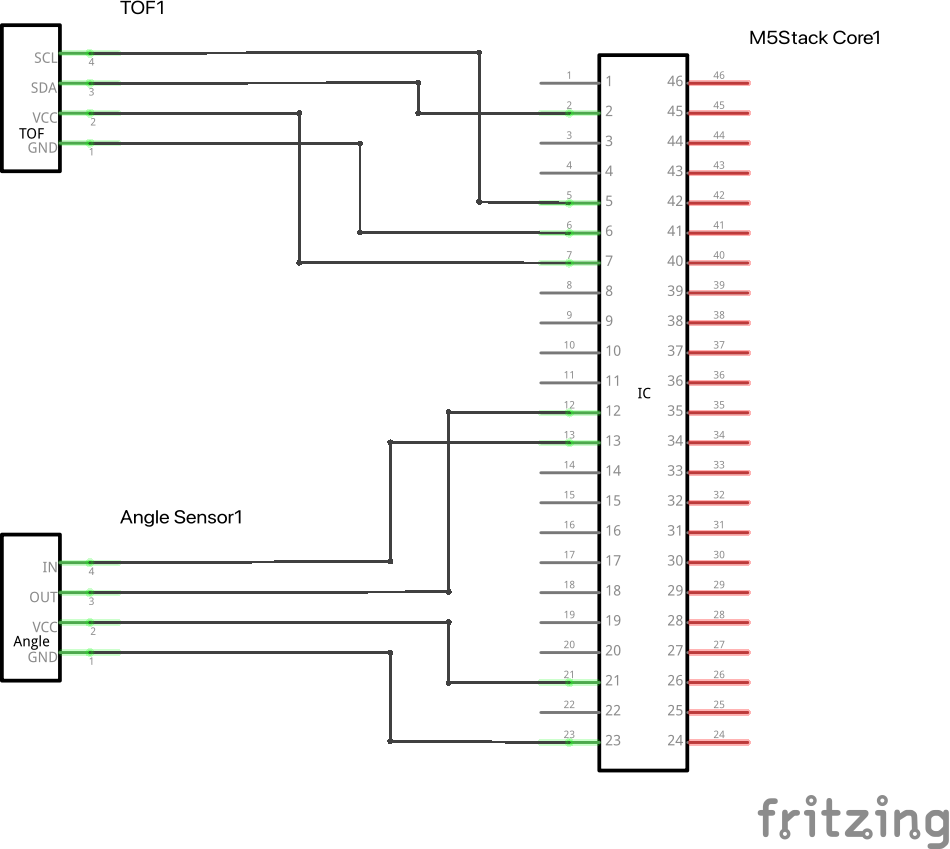 TOF1
M5Stack Core1
SCL 4
SDA 3
VCC 2
TOF
GND 1
1 1 46 46
2 2 45 45
3 3 44 44
4 4 43 43
5 5 42 42
6 6 41 41
7 7 40 40
8 8 39 39
9 9 38 38
10 10 37 37
11 11 36 36
IC
12 12 35 35
13 13 34 34
14 14 33 33
15 15 32 32
16 16 31 31
17 17 30 30
18 18 29 29
19 19 28 28
20 20 27 27
21 21 26 26
22 22 25 25
23 23 24 24
Angle Sensor1
IN 4
OUT 3
VCC 2
Angle
GND 1
fritzing